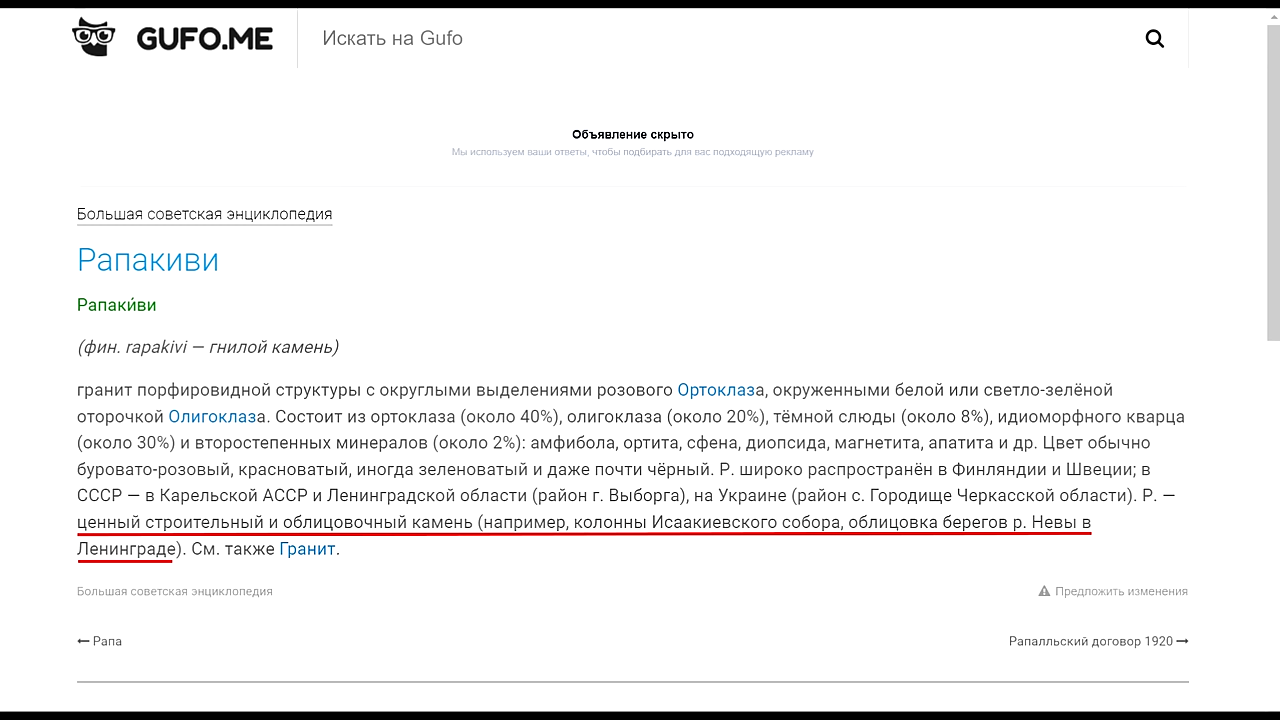 GUFO.ME
Искать на Gufo
Объявление скрыто
Мы используем ваши ответы, чтобы подбирать для вас подходящую рекламу
Большая советская энциклопедия
Рапакиви
Рапаки́ви
(фин. rapakivi — гнилой камень)
гранит порфировидной структуры с округлыми выделениями розового Ортоклаза, окруженными белой или светло-зелёной
оторочкой Олигоклаза. Состоит из ортоклаза (около 40%), олигоклаза (около 20%), тёмной слюды (около 8%), идиоморфного кварца
(около 30%) и второстепенных минералов (около 2%): амфибола, ортита, сфена, диопсида, магнетита, апатита и др. Цвет обычно
буровато-розовый, красноватый, иногда зеленоватый и даже почти чёрный. Р. широко распространён в Финляндии и Швеции; в
СССР — в Карельской АССР и Ленинградской области (район г. Выборга), на Украине (район с. Городище Черкасской области). Р. —
ценный строительный и облицовочный камень (например, колонны Исаакиевского собора, облицовка берегов р. Невы в
Ленинграде). См. также Гранит.
Большая советская энциклопедия
Предложить изменения
← Рапа
Рапалльский договор 1920 →